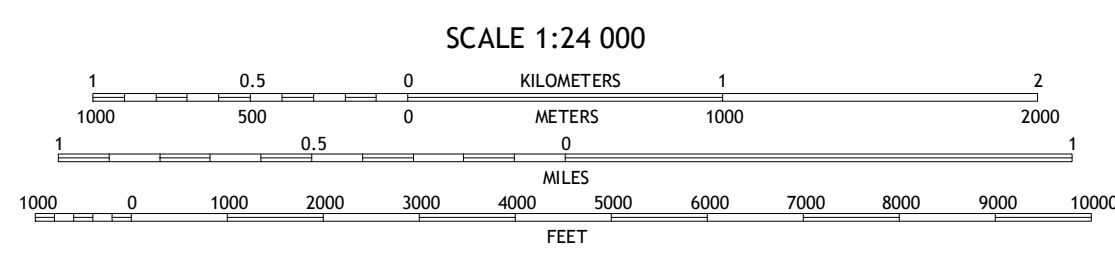 SCALE 1:24 000
1 0.5 0 KILOMETERS 1 2
1000 500 0 METERS 1000 2000
1 0.5 0 1
MILES
1000 0 1000 2000 3000 4000 5000 6000 7000 8000 9000 10000
FEET